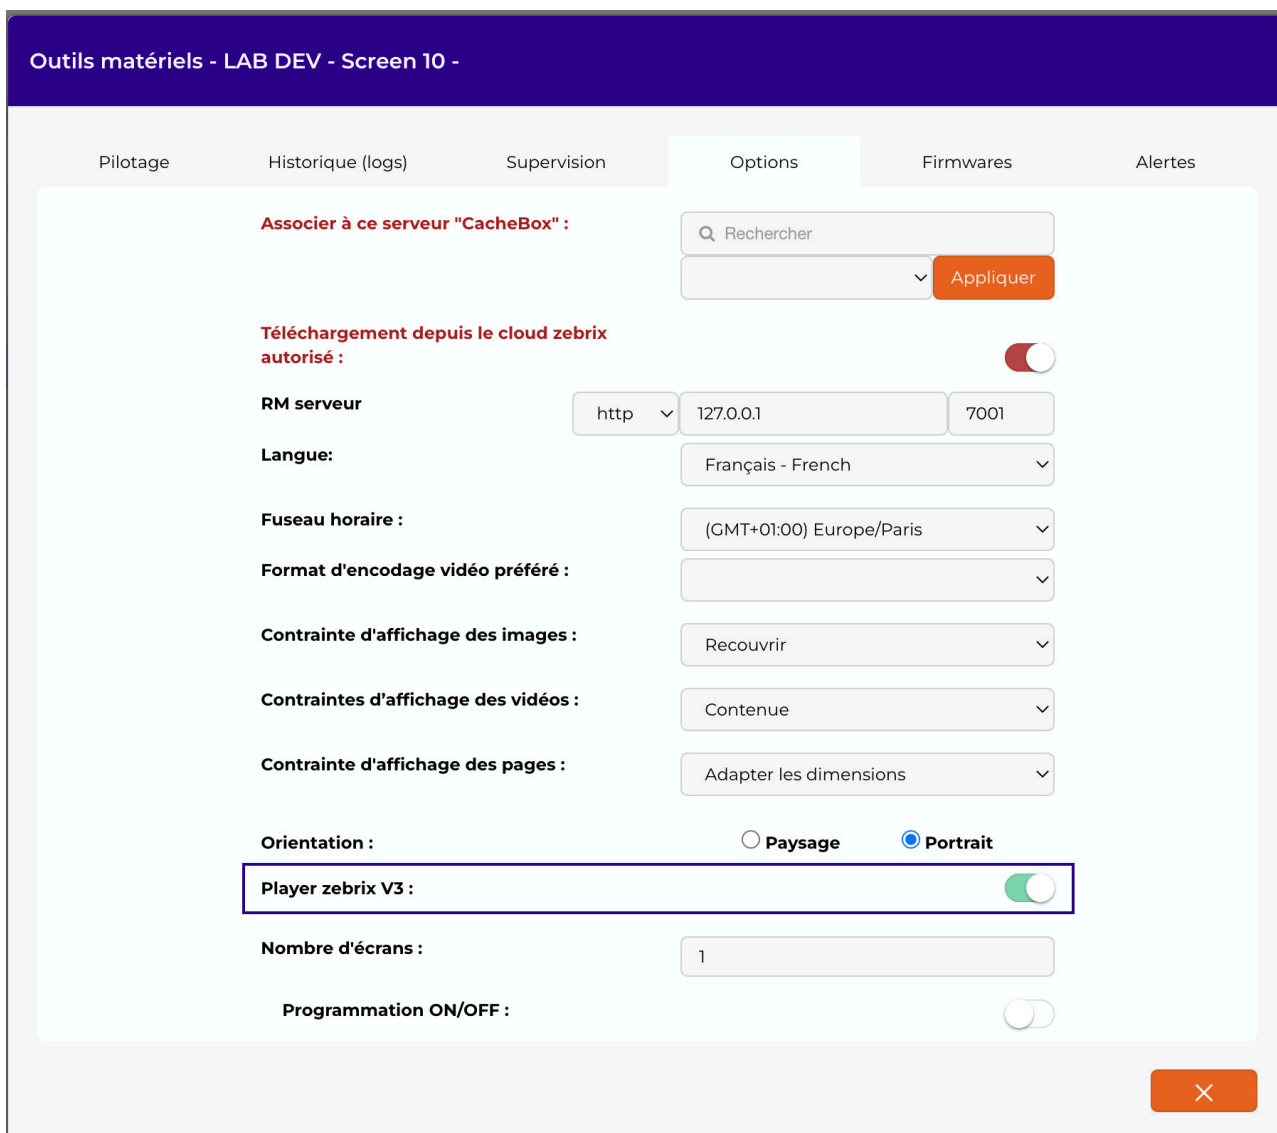 Outils matériels - LAB DEV - Screen 10 -
Pilotage Historique (logs) Supervision Options Firmwares Alertes
Associer à ce serveur "CacheBox" :
Rechercher
Appliquer
Téléchargement depuis le cloud zebrix
autorisé :
RM serveur http 127.0.0.1 7001
Langue: Français - French
Fuseau horaire : (GMT+01:00) Europe/Paris
Format d'encodage vidéo préféré :
Contrainte d'affichage des images : Recouvrir
Contraintes d’affichage des vidéos : Contenue
Contrainte d'affichage des pages : Adapter les dimensions
Orientation : Paysage Portrait
Player zebrix V3 :
Nombre d'écrans : 1
Programmation ON/OFF :